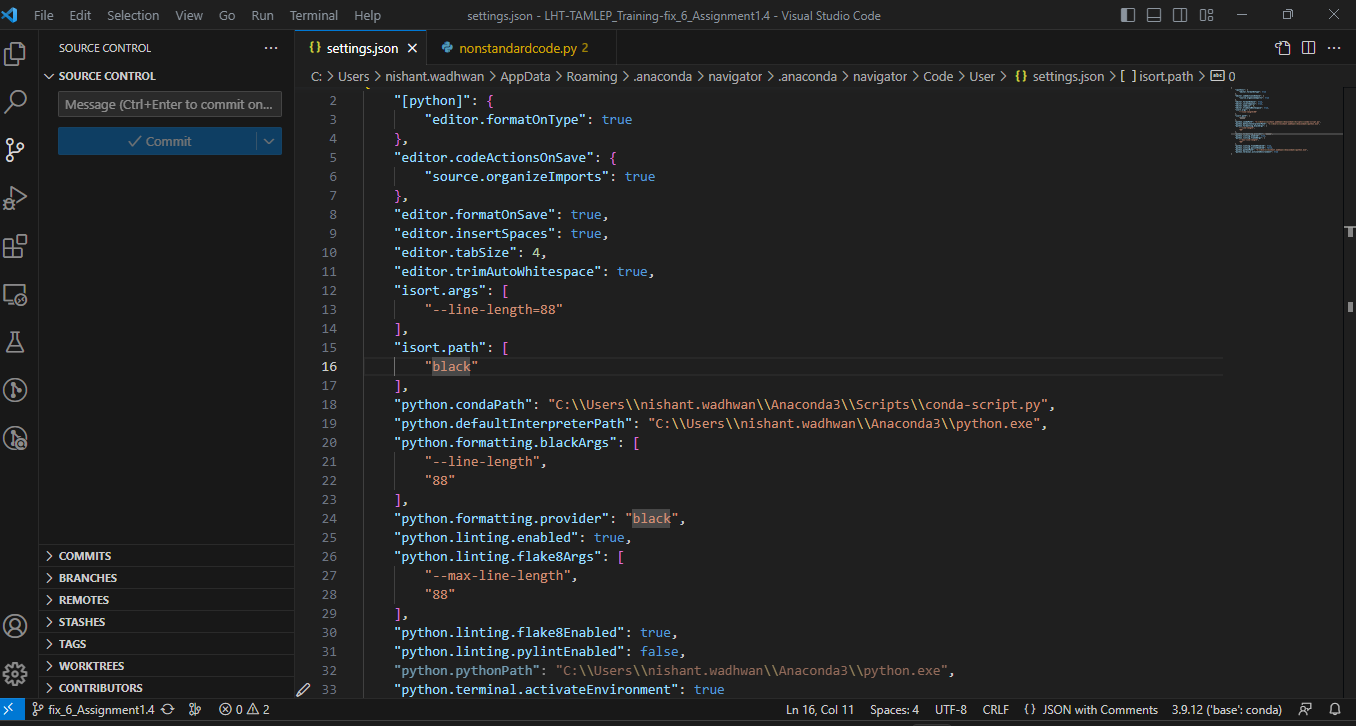 File Edit Selection View Go Run Terminal Help
settings.json - LHT-TAMLEP_Training-fix_6_Assignment1.4 - Visual Studio Code
SOURCE CONTROL
SOURCE CONTROL
Message (Ctrl+Enter to commit on...
Commit
COMMITS
BRANCHES
REMOTES
STASHES
TAGS
WORKTREES
CONTRIBUTORS
{} settings.json
nonstandardcode.py 2
C: > Users > nishant.wadhwan > AppData > Roaming > .anaconda > navigator > .anaconda > navigator > Code > User > {} settings.json > [ ] isort.path > abc 0
2 "[python]": {
3 "editor.formatOnType": true
4 },
5 "editor.codeActionsOnSave": {
6 "source.organizeImports": true
7 },
8 "editor.formatOnSave": true,
9 "editor.insertSpaces": true,
10 "editor.tabSize": 4,
11 "editor.trimAutoWhitespace": true,
12 "isort.args": [
13 "--line-length=88"
14 ],
15 "isort.path": [
16 "black"
17 ],
18 "python.condaPath": "C:\\Users\\nishant.wadhwan\\Anaconda3\\Scripts\\conda-script.py",
19 "python.defaultInterpreterPath": "C:\\Users\\nishant.wadhwan\\Anaconda3\\python.exe",
20 "python.formatting.blackArgs": [
21 "--line-length",
22 "88"
23 ],
24 "python.formatting.provider": "black",
25 "python.linting.enabled": true,
26 "python.linting.flake8Args": [
27 "--max-line-length",
28 "88"
29 ],
30 "python.linting.flake8Enabled": true,
31 "python.linting.pylintEnabled": false,
32 "python.pythonPath": "C:\\Users\\nishant.wadhwan\\Anaconda3\\python.exe",
33 "python.terminal.activateEnvironment": true
fix_6_Assignment1.4 0 2 Ln 16, Col 11 Spaces: 4 UTF-8 CRLF {} JSON with Comments 3.9.12 ('base': conda)